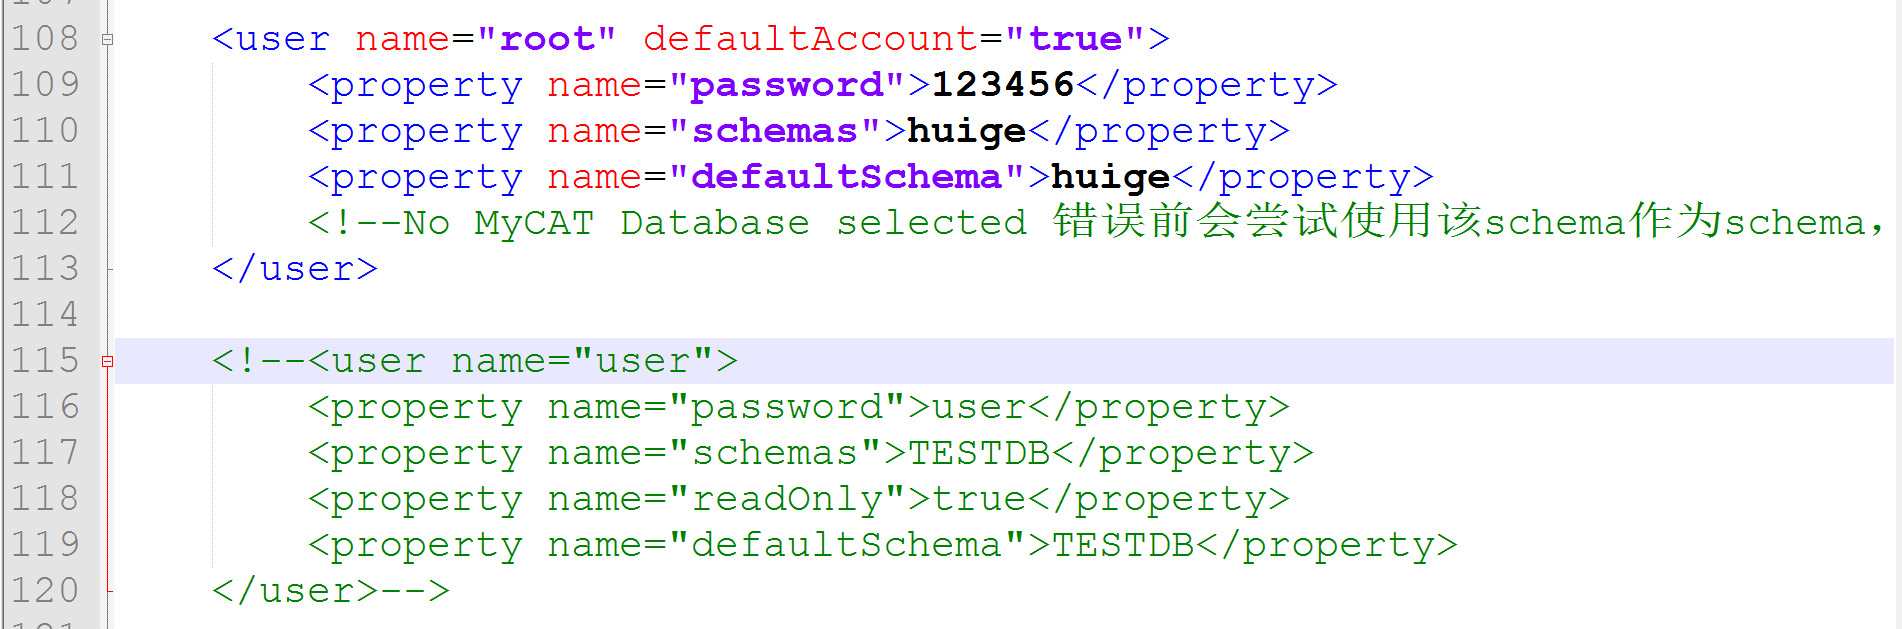 108 <user name="root" defaultAccount="true">
109 <property name="password">123456</property>
110 <property name="schemas">huige</property>
111 <property name="defaultSchema">huige</property>
112 <!--No MyCAT Database selected 错误前会尝试使用该schema作为schema，
113 </user>
114
115 <!--<user name="user">
116 <property name="password">user</property>
117 <property name="schemas">TESTDB</property>
118 <property name="readOnly">true</property>
119 <property name="defaultSchema">TESTDB</property>
120 </user>-->